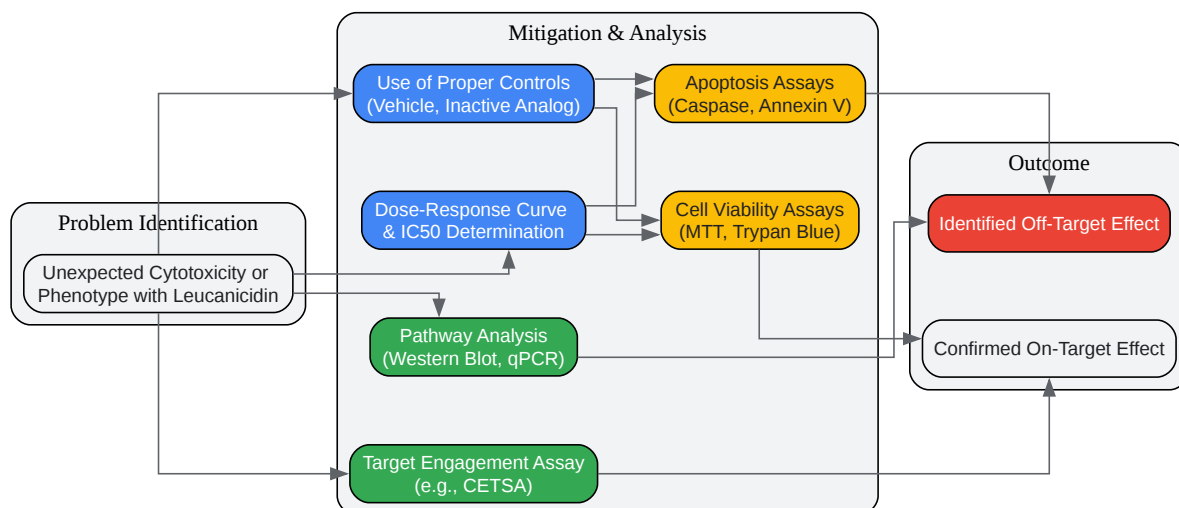 Mitigation & Analysis
Use of Proper Controls
(Vehicle, Inactive Analog)
Apoptosis Assays
(Caspase, Annexin V)
Outcome
Problem Identification
Dose-Response Curve
& IC50 Determination
Cell Viability Assays
(MTT, Trypan Blue)
Identified Off-Target Effect
Unexpected Cytotoxicity or
Phenotype with Leucanicidin
Pathway Analysis
(Western Blot, qPCR)
Confirmed On-Target Effect
Target Engagement Assay
(e.g., CETSA)